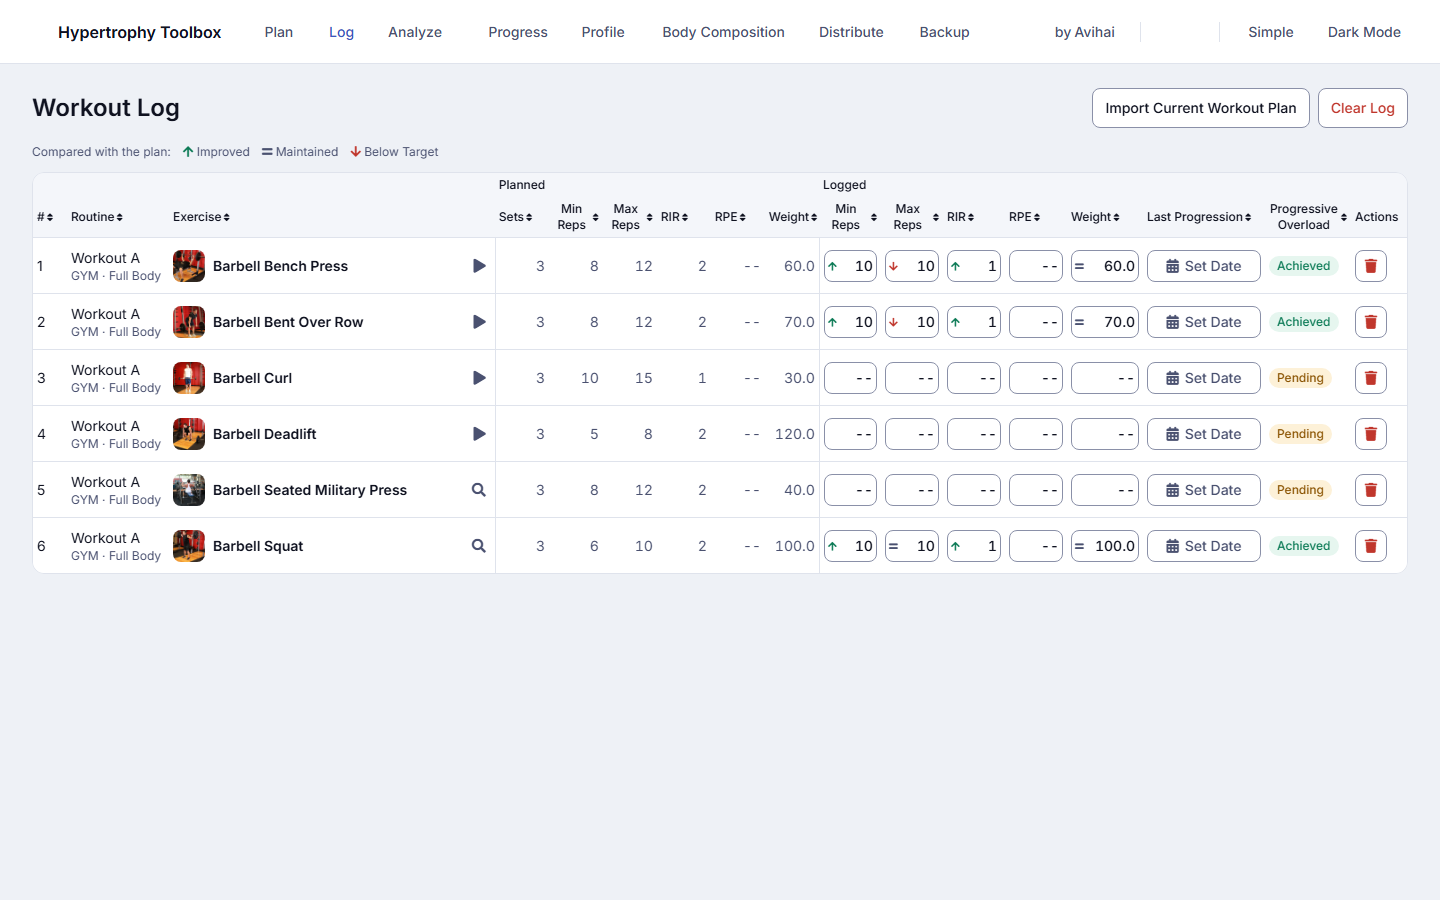 Hypertrophy Toolbox Plan Log Analyze Progress Profile Body Composition Distribute Backup by Avihai Simple Dark Mode
Workout Log
Import Current Workout Plan Clear Log
Compared with the plan: Improved Maintained Below Target
Planned Logged
# Routine Exercise Sets Min Reps Max Reps RIR RPE Weight Min Reps Max Reps RIR RPE Weight Last Progression Progressive Overload Actions
1 Workout A Barbell Bench Press 3 8 12 2 -- 60.0 10 10 1 -- = 60.0 Set Date Achieved
GYM · Full Body
2 Workout A Barbell Bent Over Row 3 8 12 2 -- 70.0 10 10 1 -- = 70.0 Set Date Achieved
GYM · Full Body
3 Workout A Barbell Curl 3 10 15 1 -- 30.0 -- -- -- -- -- Set Date Pending
GYM · Full Body
4 Workout A Barbell Deadlift 3 5 8 2 -- 120.0 -- -- -- -- -- Set Date Pending
GYM · Full Body
5 Workout A Barbell Seated Military Press 3 8 12 2 -- 40.0 -- -- -- -- -- Set Date Pending
GYM · Full Body
6 Workout A Barbell Squat 3 6 10 2 -- 100.0 10 = 10 1 -- = 100.0 Set Date Achieved
GYM · Full Body